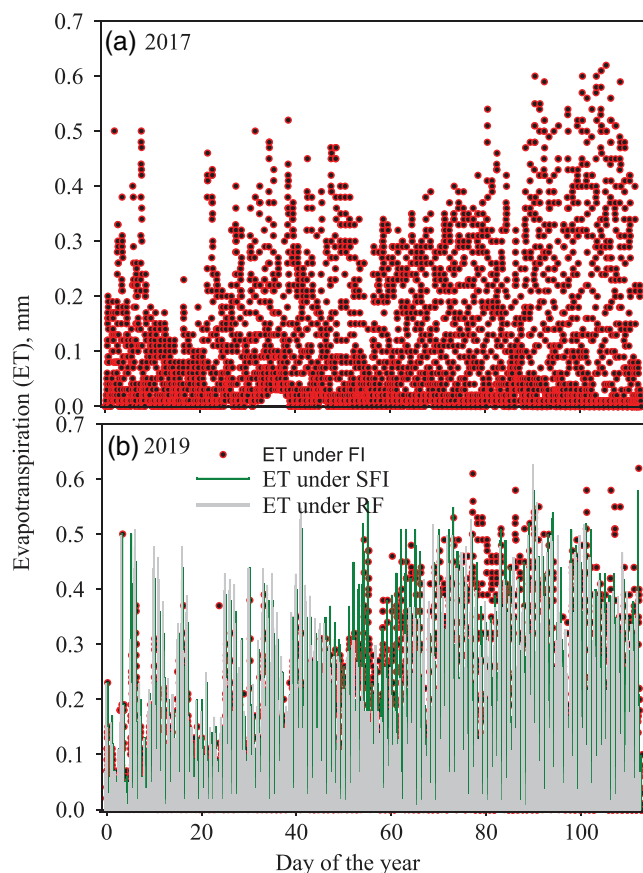 (a) 2017
0.7
0.6
0.5
0.4
0.3
0.2
0.1
0.0
Evapotranspiration (ET), mm
(b) 2019
ET under FI
ET under SFI
ET under RF
0.7
0.6
0.5
0.4
0.3
0.2
0.1
0.0
0 20 40 60 80 100
Day of the year